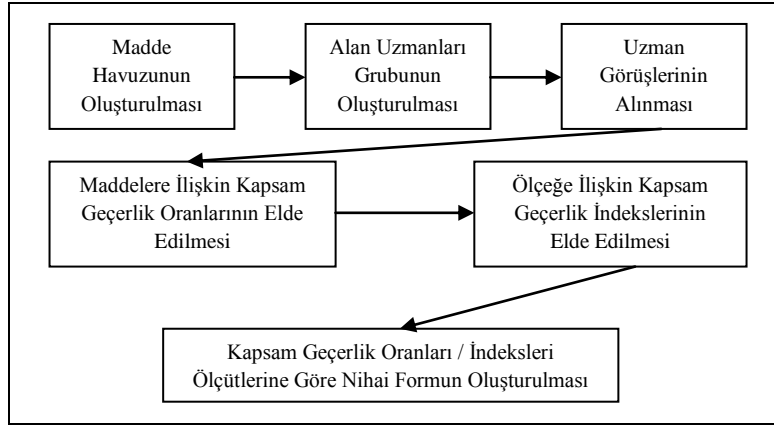 Madde
Havuzunun
Oluşturulması
Alan Uzmanları
Grubunun
Oluşturulması
Uzman
Görüşlerinin
Alınması
Maddelere İlişkin Kapsam
Geçerlik Oranlarının Elde
Edilmesi
Ölçeğe İlişkin Kapsam
Geçerlik İndekslerinin
Elde Edilmesi
Kapsam Geçerlik Oranları / İndeksleri
Ölçütlerine Göre Nihai Formun Oluşturulması